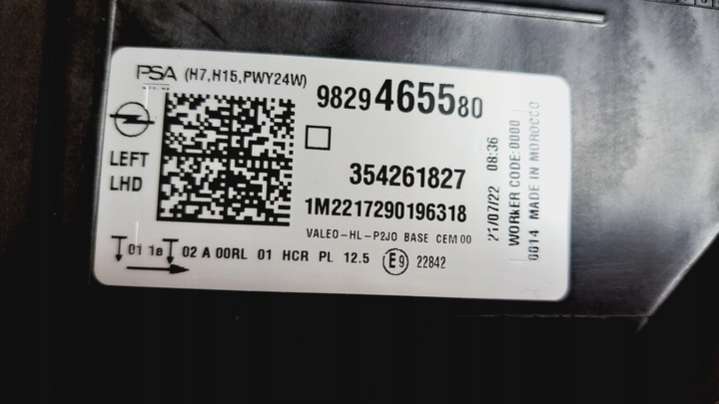 PSA (H7,H15,PWY24W)
9829465580
LEFT
LHD
354261827
1M2217290196318
VALEO-HL-P2JO BASE CEM 00
01 1a 02 A 00RL 01 HCR PL 12.5 E9 22842
21/07/22 08:36
WORKER CODE:0000
0014 MADE IN MOROCCO